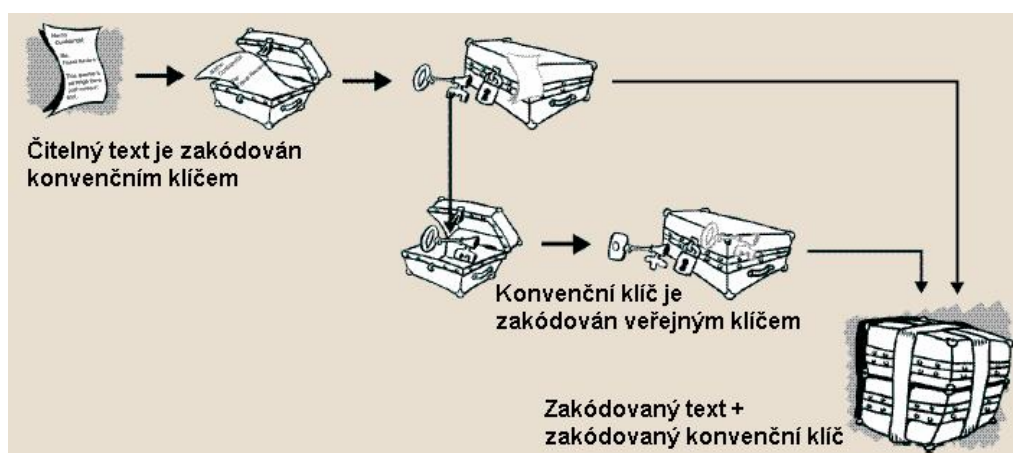 Čitelný text je zakódován
konvenčním klíčem
Konvenční klíč je
zakódován veřejným klíčem
Zakódovaný text +
zakódovaný konvenční klíč